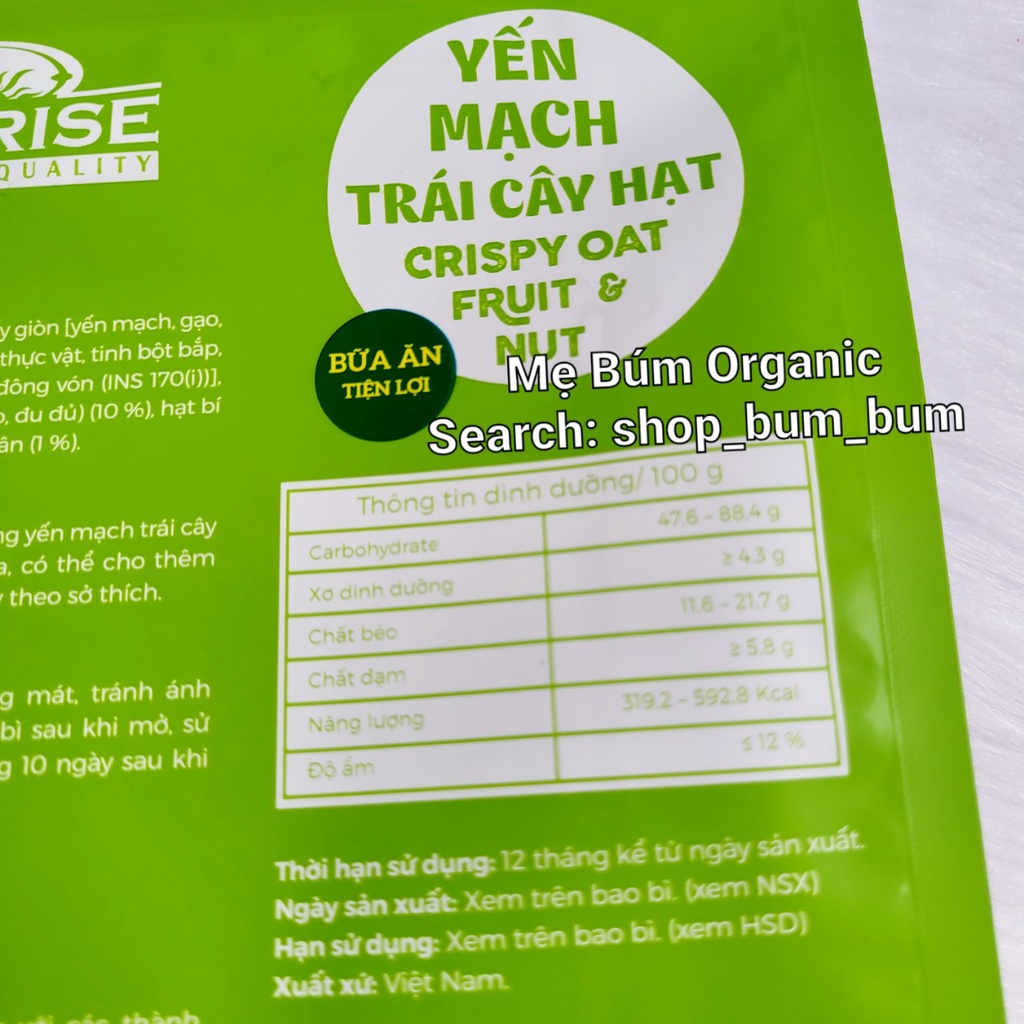 RISE
QUALITY
YẾN
MẠCH
TRÁI CÂY HẠT
CRISPY OAT
FRUIT &
NUT
BỮA ĂN
TIỆN LỢI
Mẹ Búm Organic
Search: shop_bum_bum
y giòn [yến mạch, gạo,
thực vật, tinh bột bắp,
đông vón (INS 170(i))],
, đu đủ) (10 %), hạt bí
ân (1 %).
ng yến mạch trái cây
a, có thể cho thêm
y theo sở thích.
g mát, tránh ánh
bì sau khi mở, sử
g 10 ngày sau khi
Thông tin dinh dưỡng/ 100 g
Carbohydrate 47,6 - 88,4 g
Xơ dinh dưỡng ≥ 4,3 g
Chất béo 11,6 - 21,7 g
Chất đạm ≥ 5,8 g
Năng lượng 319,2 - 592,8 Kcal
Độ ẩm ≤ 12 %
Thời hạn sử dụng: 12 tháng kể từ ngày sản xuất.
Ngày sản xuất: Xem trên bao bì. (xem NSX)
Hạn sử dụng: Xem trên bao bì. (xem HSD)
Xuất xứ: Việt Nam.